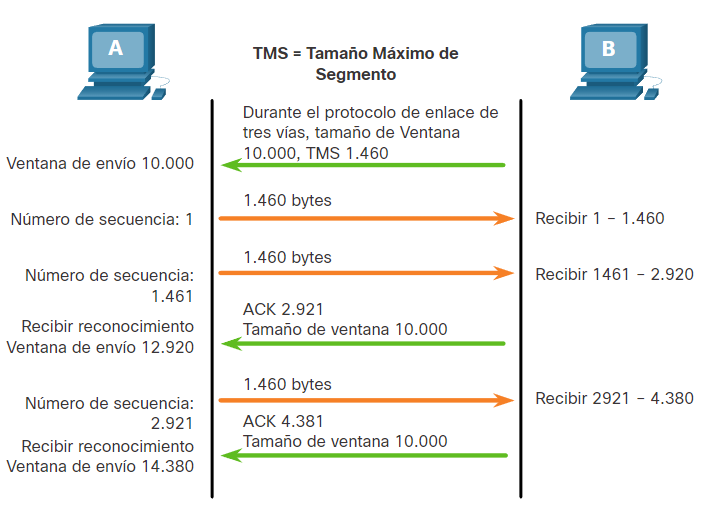 A
B
TMS = Tamaño Máximo de
Segmento
Durante el protocolo de enlace de
tres vías, tamaño de Ventana
10.000, TMS 1.460
Ventana de envío 10.000
1.460 bytes
Número de secuencia: 1
Recibir 1 – 1.460
1.460 bytes
Número de secuencia:
1.461
Recibir 1461 – 2.920
ACK 2.921
Tamaño de ventana 10.000
Recibir reconocimiento
Ventana de envío 12.920
1.460 bytes
Número de secuencia:
2.921
Recibir 2921 – 4.380
ACK 4.381
Tamaño de ventana 10.000
Recibir reconocimiento
Ventana de envío 14.380